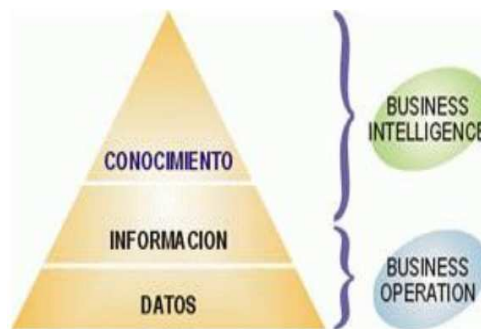 CONOCIMIENTO
INFORMACION
DATOS
BUSINESS
INTELLIGENCE
BUSINESS
OPERATION